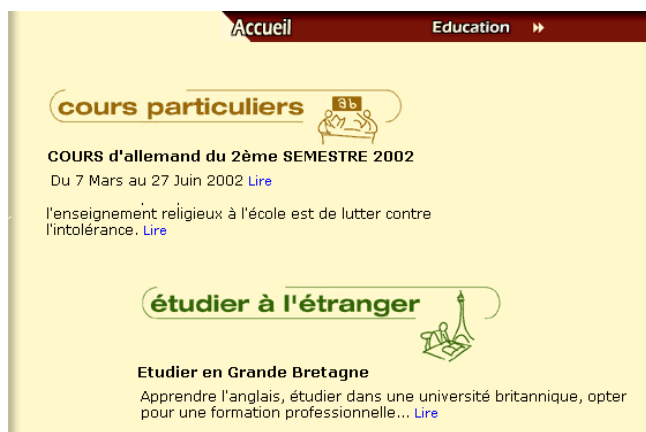 Accueil Education
cours particuliers ab
COURS d'allemand du 2ème SEMESTRE 2002
Du 7 Mars au 27 Juin 2002 Lire
l'enseignement religieux à l'école est de lutter contre
l'intolérance. Lire
étudier à l'étranger
Etudier en Grande Bretagne
Apprendre l'anglais, étudier dans une université britannique, opter
pour une formation professionnelle... Lire